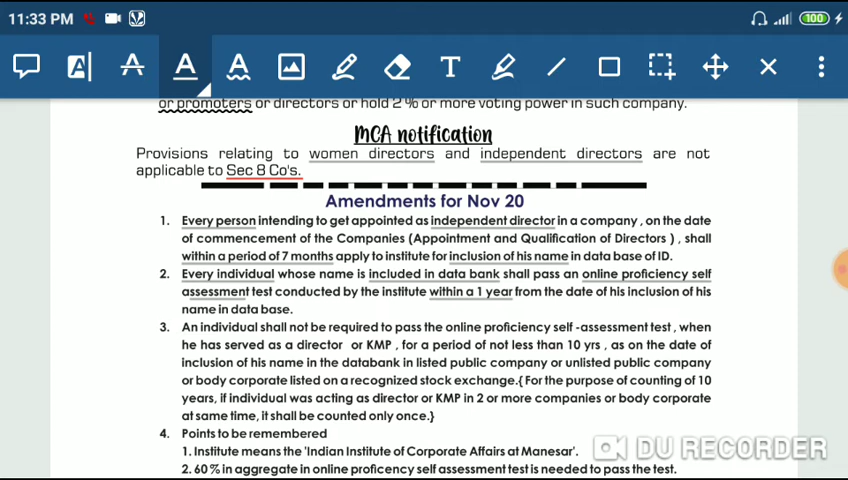 11:33 PM
100
A
A
A
A
T
or promoters or directors or hold 2% or more voting power in such company.
MCA notification
Provisions relating to women directors and independent directors are not
applicable to Sec 8 Co's.
Amendments for Nov 20
1. Every person intending to get appointed as independent director in a company , on the date
of commencement of the Companies (Appointment and Qualification of Directors ) , shall
within a period of 7 months apply to institute for inclusion of his name in data base of ID.
2. Every individual whose name is included in data bank shall pass an online proficiency self
assessment test conducted by the institute within a 1 year from the date of his inclusion of his
name in data base.
3. An individual shall not be required to pass the online proficiency self -assessment test , when
he has served as a director or KMP , for a period of not less than 10 yrs , as on the date of
inclusion of his name in the databank in listed public company or unlisted public company
or body corporate listed on a recognized stock exchange.{ For the purpose of counting of 10
years, if individual was acting as director or KMP in 2 or more companies or body corporate
at same time, it shall be counted only once.}
4. Points to be remembered
1. Institute means the 'Indian Institute of Corporate Affairs at Manesar'.
2. 60 % in aggregate in online proficency self assessment test is needed to pass the test.
DU RECORDER